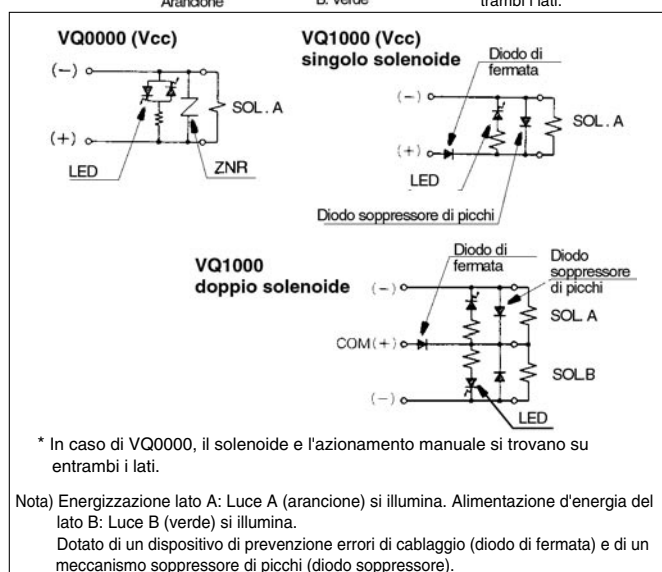 Arancione
B. Verde
trambi i lati.
VQ0000 (Vcc)
(-)
SOL. A
(+)
LED
ZNR
VQ1000 (Vcc)
singolo solenoide
Diodo di
fermata
(-)
SOL. A
(+)
LED
Diodo soppressore di picchi
VQ1000
doppio solenoide
Diodo di
fermata
Diodo
soppressore
di picchi
(-)
SOL. A
COM(+)
SOL.B
(-)
LED
* In caso di VQ0000, il solenoide e l'azionamento manuale si trovano su
entrambi i lati.
Nota) Energizzazione lato A: Luce A (arancione) si illumina. Alimentazione d'energia del
lato B: Luce B (verde) si illumina.
Dotato di un dispositivo di prevenzione errori di cablaggio (diodo di fermata) e di un
meccanismo soppressore di picchi (diodo soppressore).